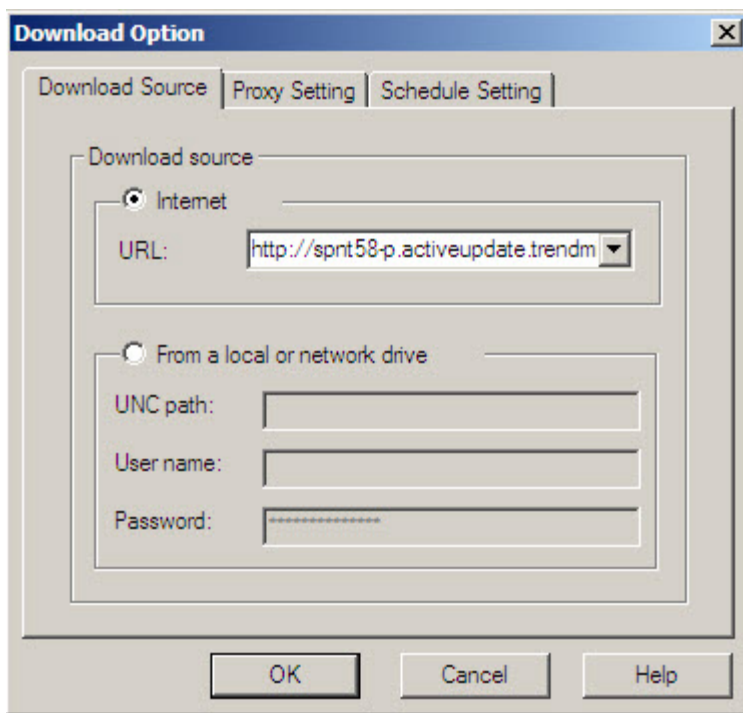 Download Option
Download Source Proxy Setting Schedule Setting
Download source
Internet
URL: http://spnt58-p.activeupdate.trendm
From a local or network drive
UNC path:
User name:
Password: **************
OK Cancel Help